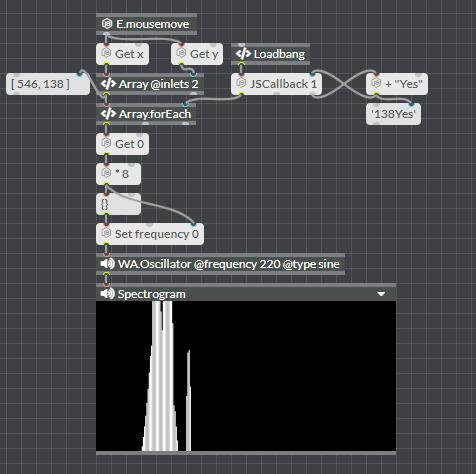 E.mousemove
Get x
Get y
Loadbang
[ 546, 138 ]
Array @inlets 2
JSCallback 1
+ "Yes"
Array.forEach
'138Yes'
Get 0
* 8
{}
Set frequency 0
WA.Oscillator @frequency 220 @type sine
Spectrogram